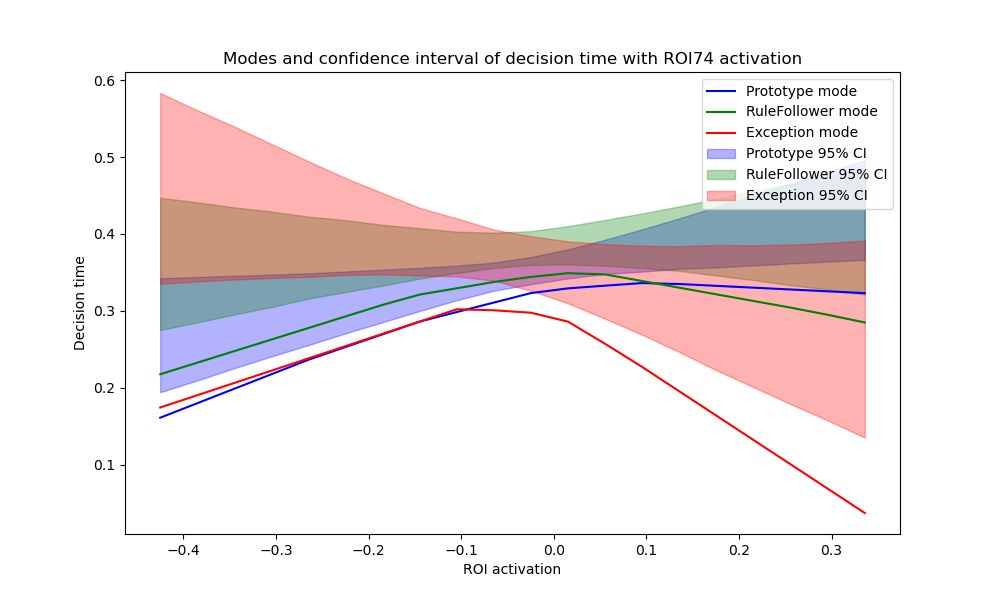 Modes and confidence interval of decision time with ROI74 activation
Prototype mode
RuleFollower mode
Exception mode
Prototype 95% CI
RuleFollower 95% CI
Exception 95% CI
0.6
0.5
0.4
0.3
0.2
0.1
Decision time
−0.4
−0.3
−0.2
−0.1
0.0
0.1
0.2
0.3
ROI activation